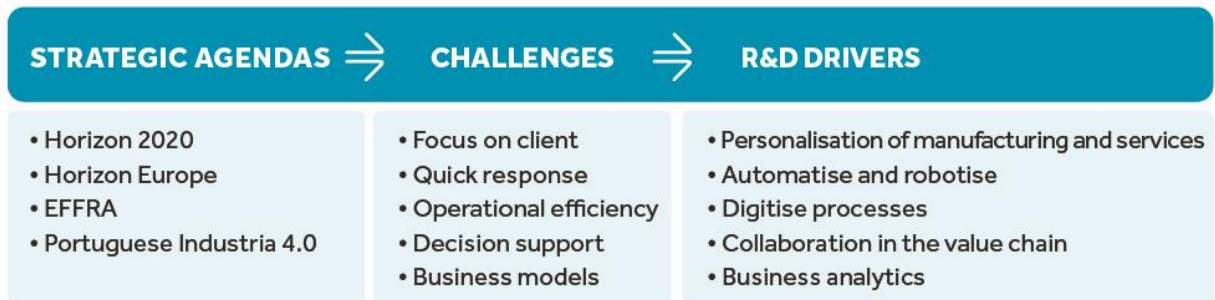 STRATEGIC AGENDAS
CHALLENGES
R&D DRIVERS
• Horizon 2020
• Horizon Europe
• EFFRA
• Portuguese Industria 4.0
• Focus on client
• Quick response
• Operational efficiency
• Decision support
• Business models
• Personalisation of manufacturing and services
• Automatise and robotise
• Digitise processes
• Collaboration in the value chain
• Business analytics